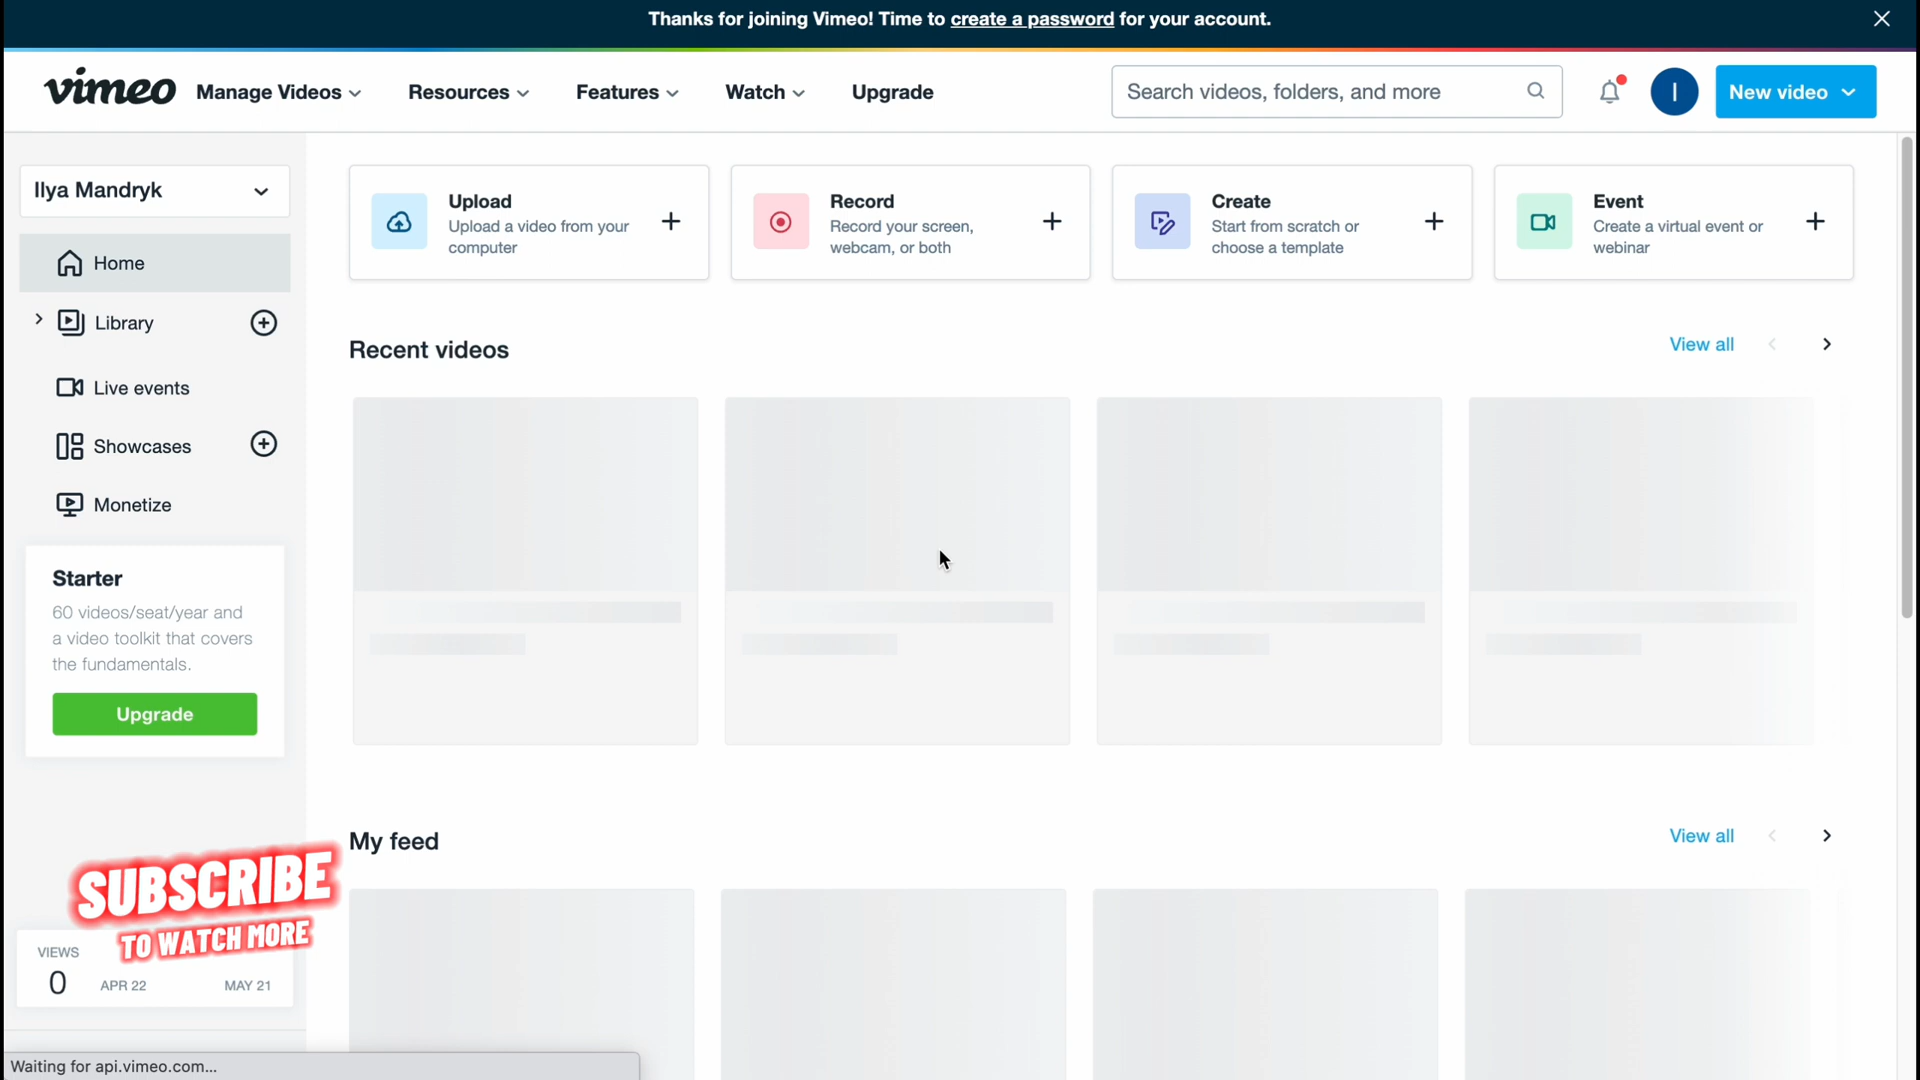 Thanks for joining Vimeo! Time to create a password for your account.
vimeo
Manage Videos
Resources
Features
Watch
Upgrade
Search videos, folders, and more
I
New video
Ilya Mandryk
Home
Library
Live events
Showcases
Monetize
Starter
60 videos/seat/year and
a video toolkit that covers
the fundamentals.
Upgrade
Upload
Upload a video from your
computer
Record
Record your screen,
webcam, or both
Create
Start from scratch or
choose a template
Event
Create a virtual event or
webinar
Recent videos
View all
My feed
View all
SUBSCRIBE
TO WATCH MORE
VIEWS
0
APR 22
MAY 21
Waiting for api.vimeo.com...